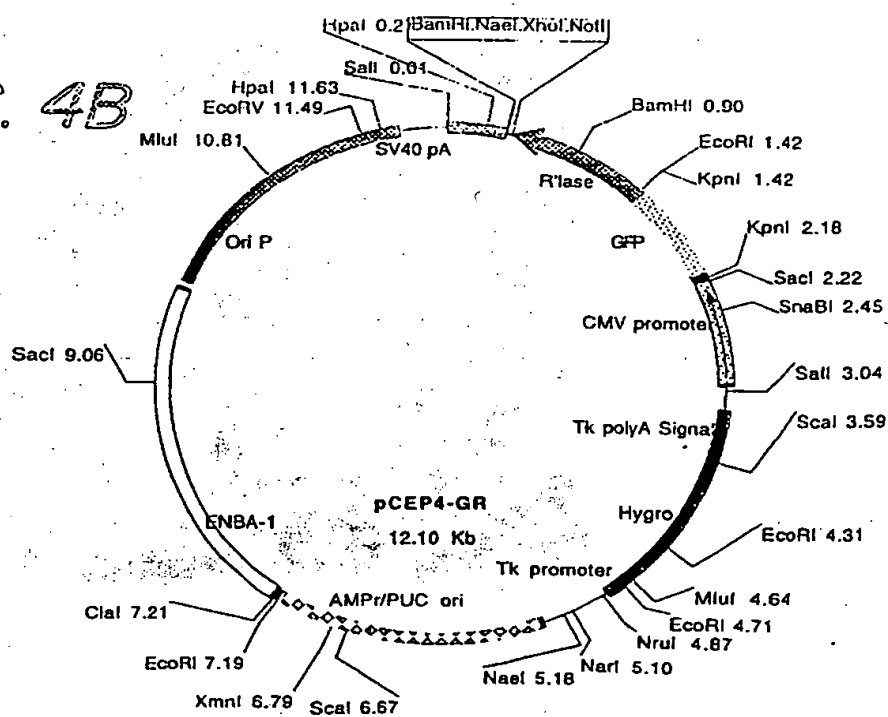 HpaI 0.2
BamHI.NaeI.XhoI.NotI
SalI 0.01
4B
HpaI 11.63
EcoRV 11.49
MluI 10.81
SV40 pA
BamHI 0.90
EcoRI 1.42
KpnI 1.42
R'lase
Ori P
GFP
KpnI 2.18
SacI 2.22
SnaBI 2.45
CMV promoter
SacI 9.06
SalI 3.04
Tk polyA Signal
ScaI 3.59
pCEP4-GR
12.10 Kb
Hygro
ENBA-1
EcoRI 4.31
Tk promoter
AMPr/PUC ori
MluI 4.64
ClaI 7.21
EcoRI 4.71
NruI 4.87
EcoRI 7.19
NarI 5.10
NaeI 5.18
XmnI 6.79
ScaI 6.67